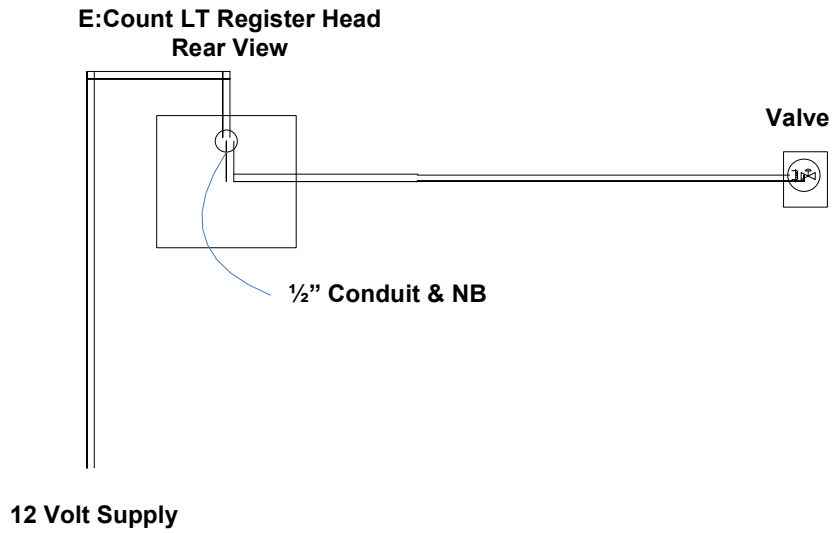 E:Count LT Register Head
Rear View
Valve
½” Conduit & NB
12 Volt Supply